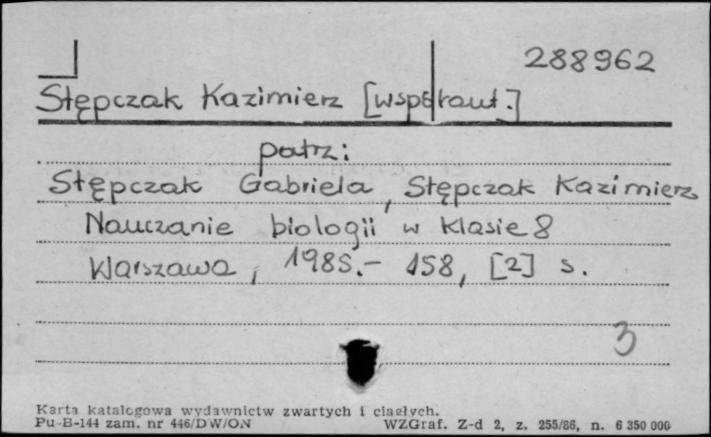 288962
Stępczak Kazimierz [współaut.]
patrz:
Stępczak Gabriela, Stępczak Kazimierz
Nauczanie biologii w klasie 8
Warszawa, 1985.- 158, [2] s.
3
Karta katalogowa wydawnictw zwartych i ciągłych.
Pu-B-144 zam. nr 446/DW/ON WZGraf. Z-d 2, z. 255/86, n. 6 350 000